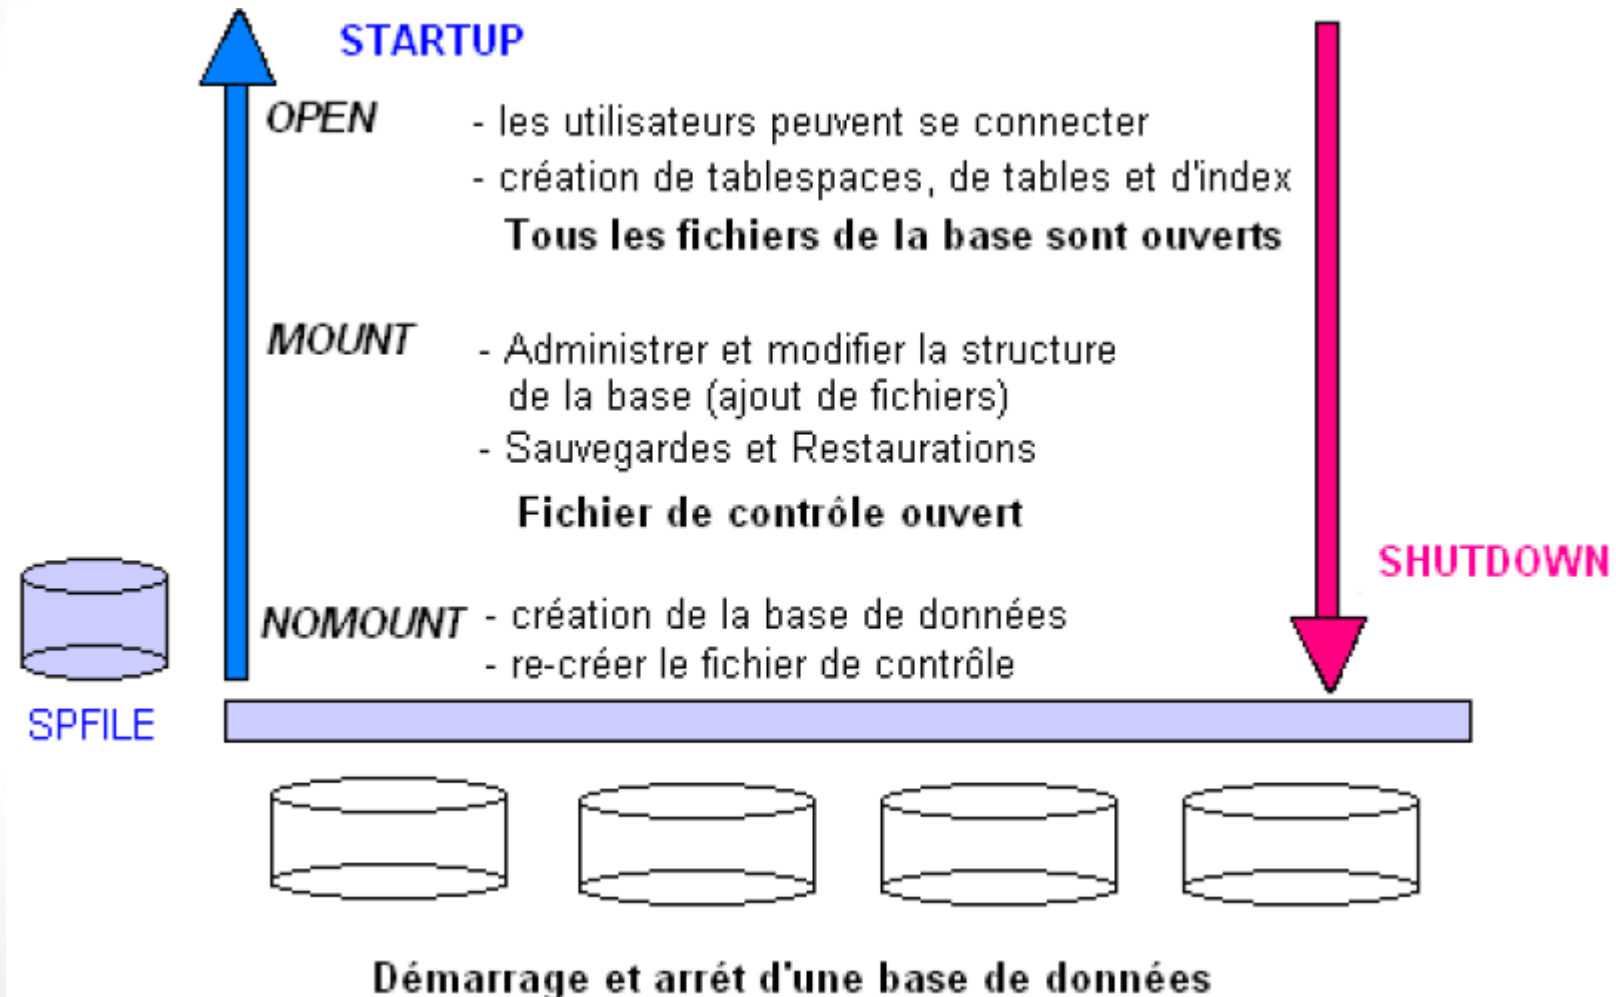 STARTUP
OPEN - les utilisateurs peuvent se connecter
- création de tablespaces, de tables et d'index
Tous les fichiers de la base sont ouverts
MOUNT - Administrer et modifier la structure
de la base (ajout de fichiers)
- Sauvegardes et Restaurations
Fichier de contrôle ouvert
SHUTDOWN
NOMOUNT - création de la base de données
- re-créer le fichier de contrôle
SPFILE
Démarrage et arrét d'une base de données